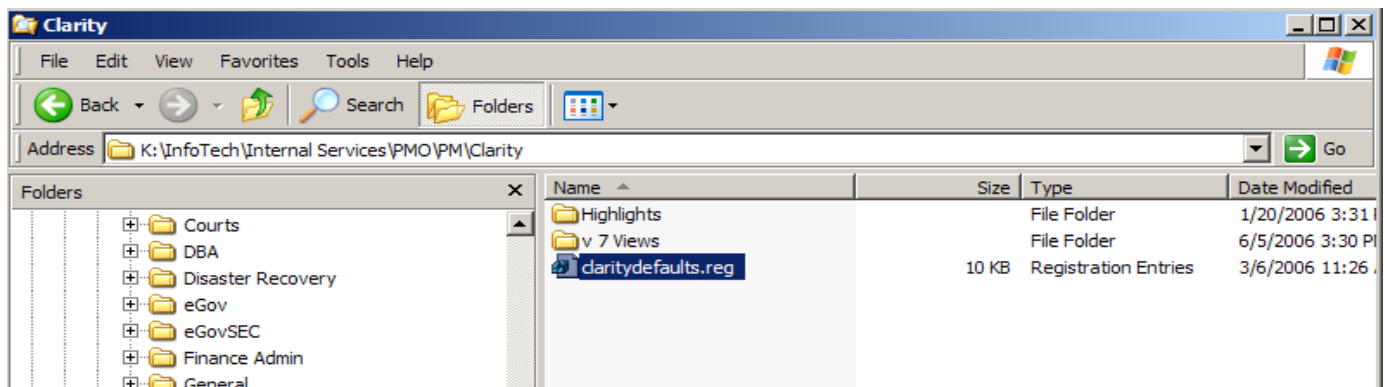 Clarity
File Edit View Favorites Tools Help
Back Search Folders
Address K:\InfoTech\Internal Services\PMO\PM\Clarity Go
Folders x Name Size Type Date Modified
Highlights File Folder 1/20/2006 3:31
v 7 Views File Folder 6/5/2006 3:30 P
claritydefaults.reg 10 KB Registration Entries 3/6/2006 11:26
Courts
DBA
Disaster Recovery
eGov
eGovSEC
Finance Admin
General